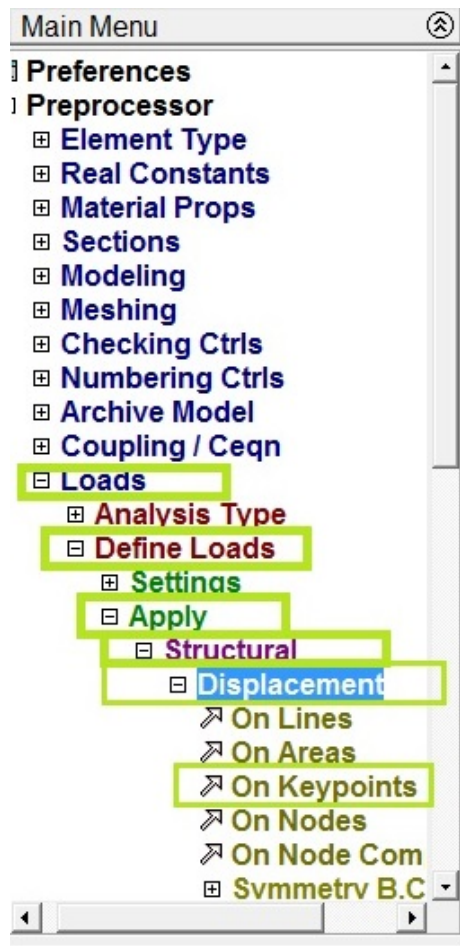 Main Menu
Preferences
Preprocessor
Element Type
Real Constants
Material Props
Sections
Modeling
Meshing
Checking Ctrls
Numbering Ctrls
Archive Model
Coupling / Ceqn
Loads
Analysis Type
Define Loads
Settings
Apply
Structural
Displacement
On Lines
On Areas
On Keypoints
On Nodes
On Node Com
Symmetry B.C